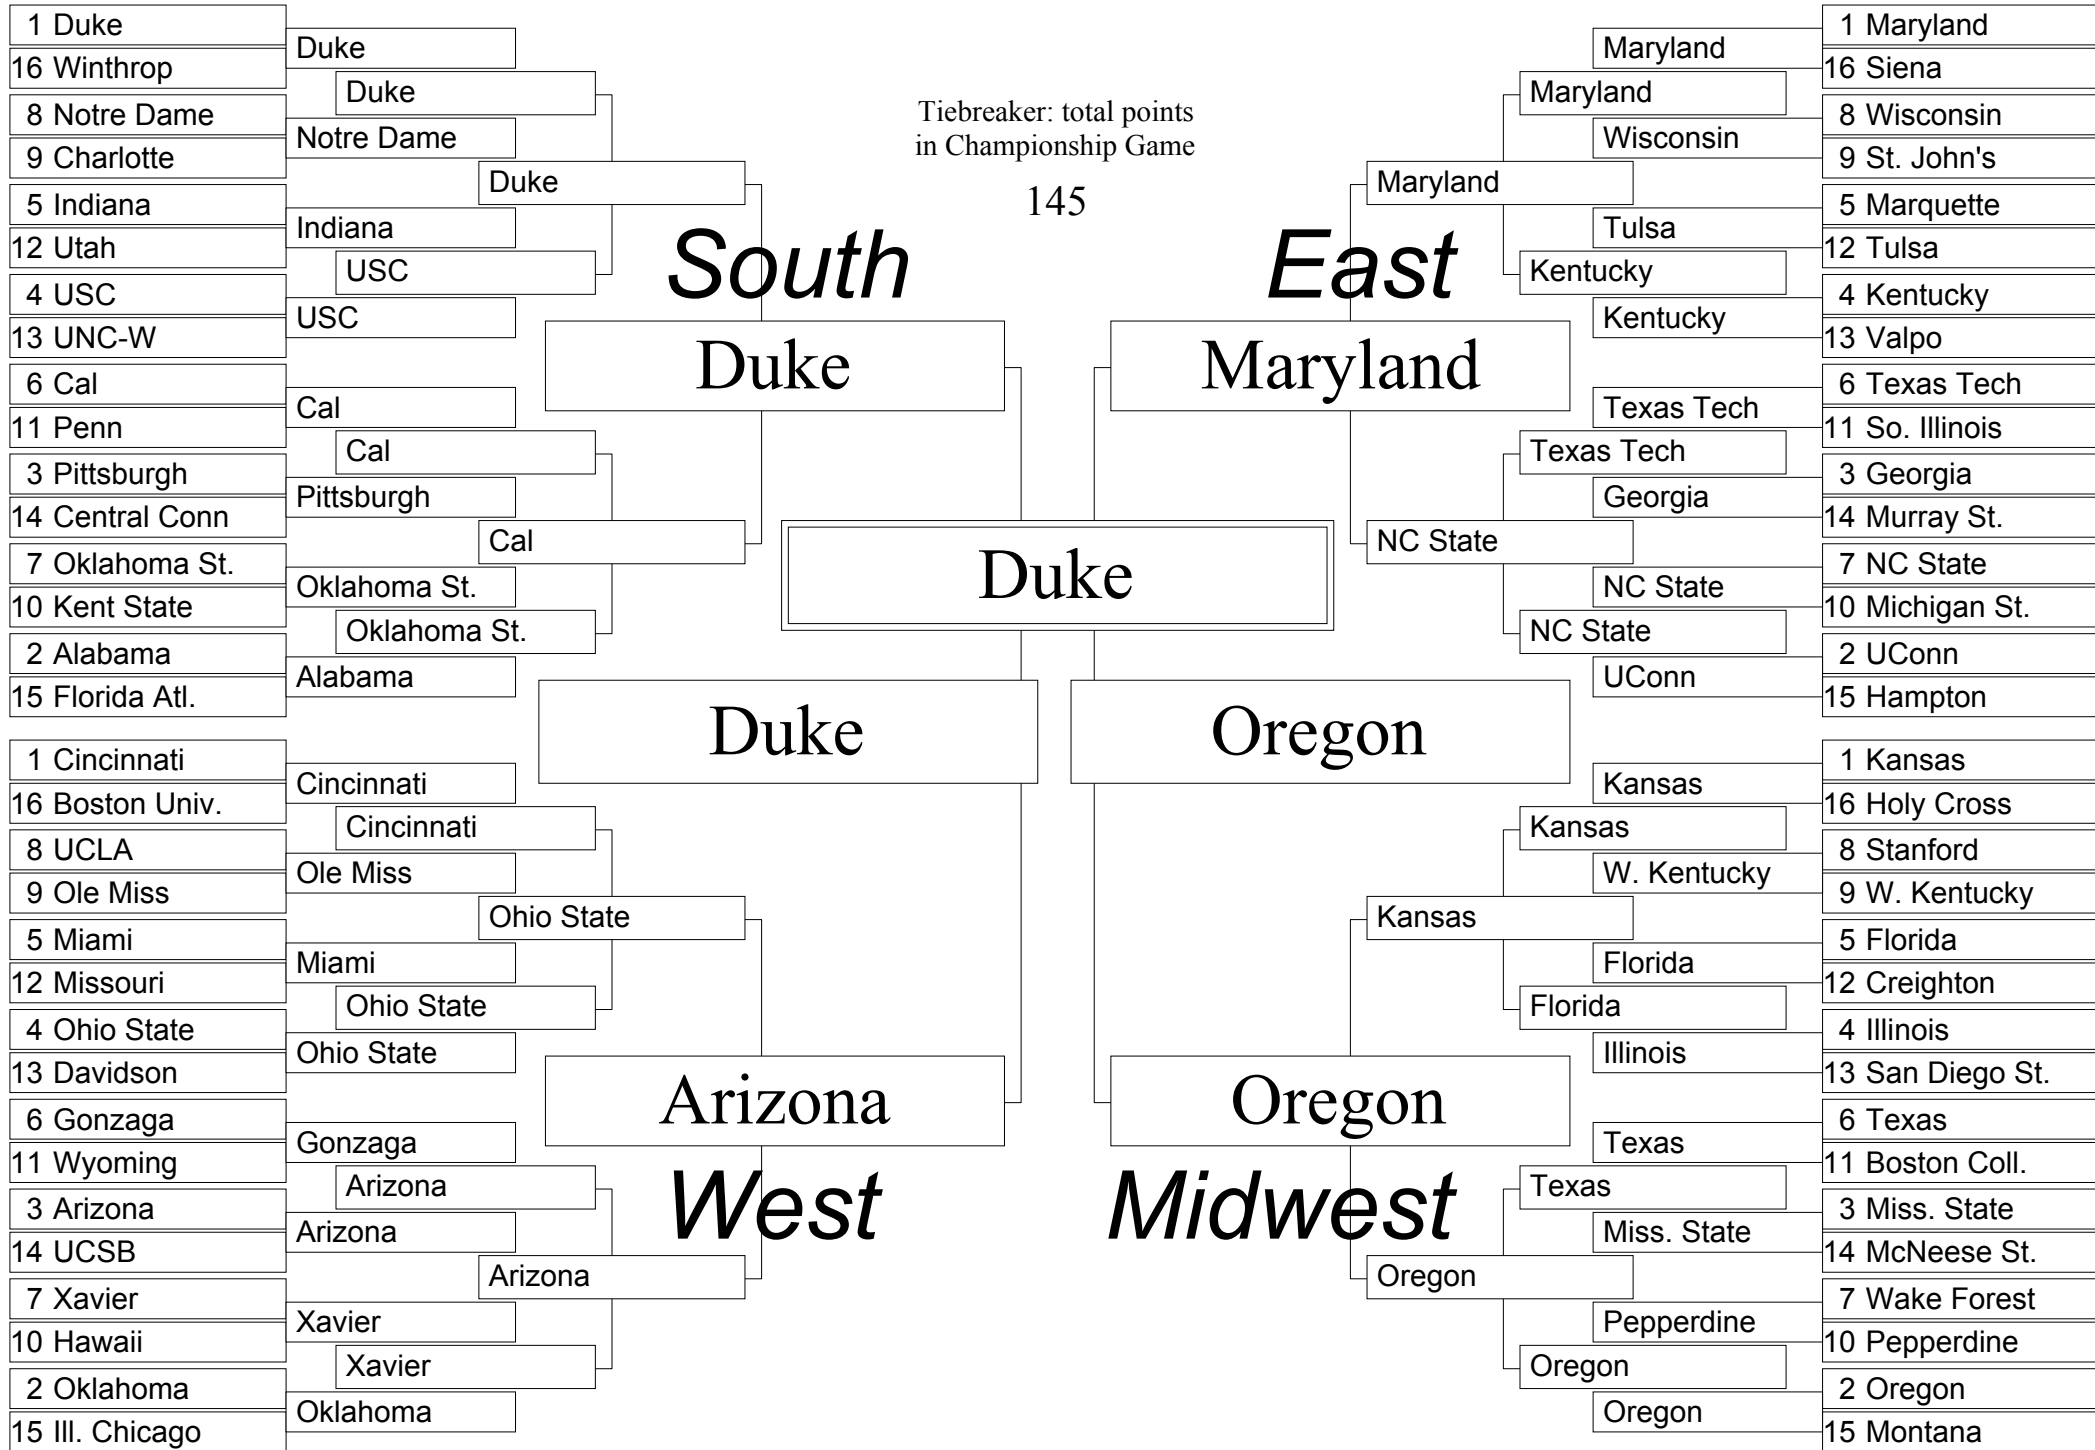 1 Duke
16 Winthrop
8 Notre Dame
9 Charlotte
5 Indiana
12 Utah
4 USC
13 UNC-W
6 Cal
11 Penn
3 Pittsburgh
14 Central Conn
7 Oklahoma St.
10 Kent State
2 Alabama
15 Florida Atl.
Duke
Notre Dame
Indiana
USC
Cal
Pittsburgh
Oklahoma St.
Alabama
Duke
USC
Cal
Oklahoma St.
Duke
Cal
South
Duke
1 Cincinnati
16 Boston Univ.
8 UCLA
9 Ole Miss
5 Miami
12 Missouri
4 Ohio State
13 Davidson
6 Gonzaga
11 Wyoming
3 Arizona
14 UCSB
7 Xavier
10 Hawaii
2 Oklahoma
15 Ill. Chicago
Cincinnati
Ole Miss
Miami
Ohio State
Gonzaga
Arizona
Xavier
Oklahoma
Cincinnati
Ohio State
Arizona
Xavier
Ohio State
Arizona
Arizona
West
Tiebreaker: total points
in Championship Game
145
Duke
Duke
Oregon
East
Maryland
Maryland
NC State
Maryland
Kentucky
Texas Tech
NC State
Maryland
Wisconsin
Tulsa
Kentucky
Texas Tech
Georgia
NC State
UConn
1 Maryland
16 Siena
8 Wisconsin
9 St. John's
5 Marquette
12 Tulsa
4 Kentucky
13 Valpo
6 Texas Tech
11 So. Illinois
3 Georgia
14 Murray St.
7 NC State
10 Michigan St.
2 UConn
15 Hampton
Oregon
Midwest
Kansas
Oregon
Kansas
Florida
Texas
Oregon
Kansas
W. Kentucky
Florida
Illinois
Texas
Miss. State
Pepperdine
Oregon
1 Kansas
16 Holy Cross
8 Stanford
9 W. Kentucky
5 Florida
12 Creighton
4 Illinois
13 San Diego St.
6 Texas
11 Boston Coll.
3 Miss. State
14 McNeese St.
7 Wake Forest
10 Pepperdine
2 Oregon
15 Montana